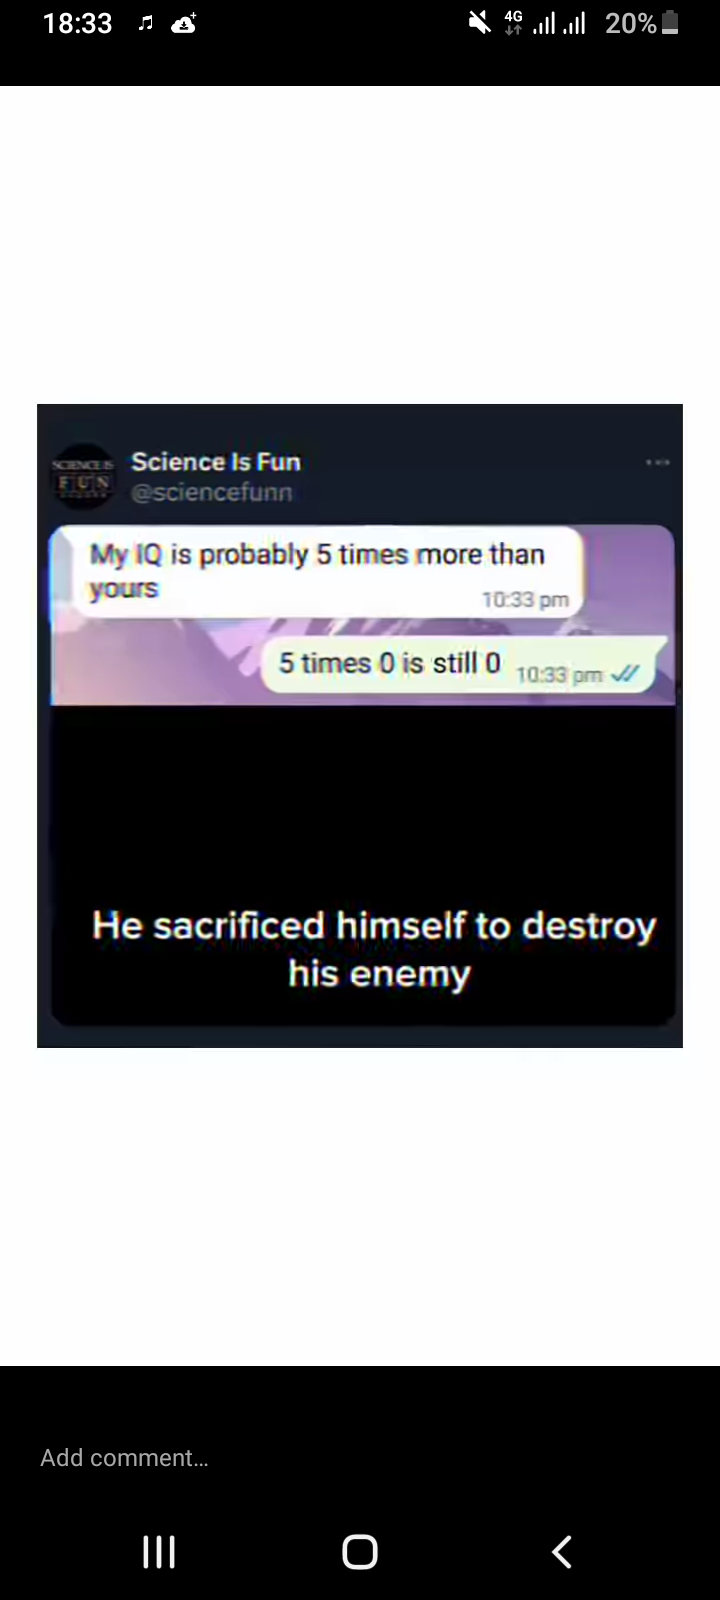 18:33
4G
20%
SCIENCE IS
FUN
Science Is Fun
@sciencefunn
My IQ is probably 5 times more than
yours
10:33 pm
5 times 0 is still 0 10:33 pm
He sacrificed himself to destroy
his enemy
Add comment...